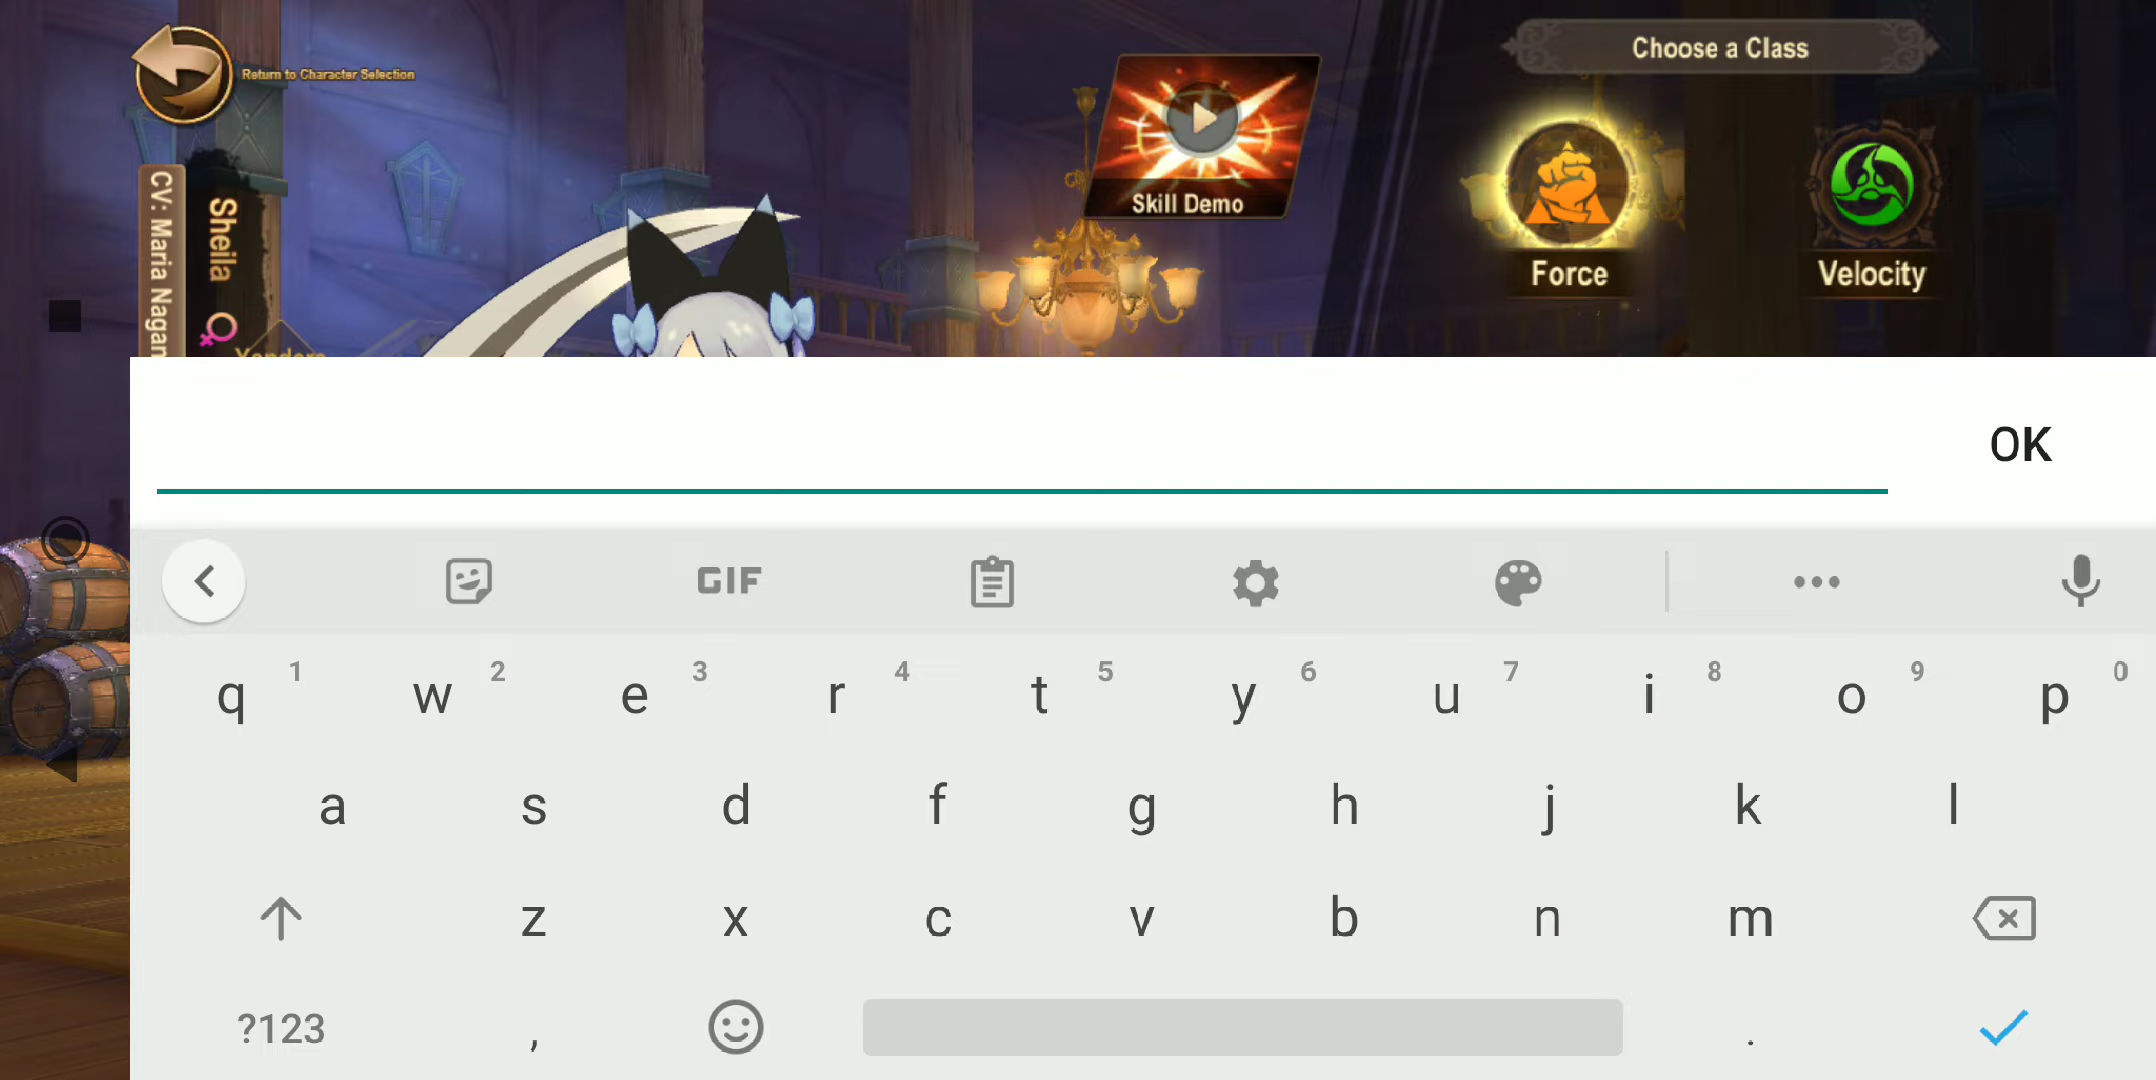 Return to Character Selection
Choose a Class
CV: Maria Nagan
Sheila
Skill Demo
Force
Velocity
OK
GIF
q 1 w 2 e 3 r 4 t 5 y 6 u 7 i 8 o 9 p 0
a s d f g h j k l
z x c v b n m
?123 , .